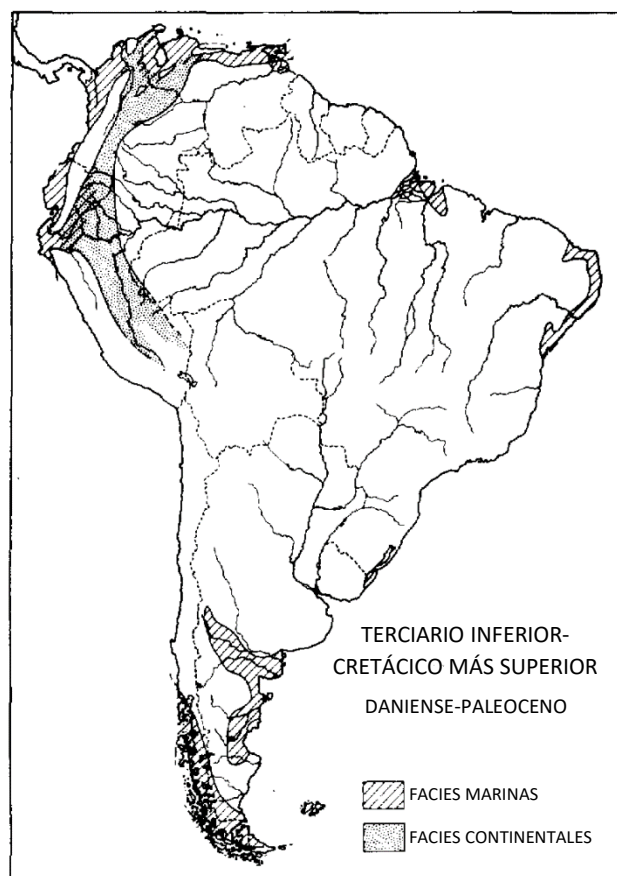 TERCIARIO INFERIOR-
CRETÁCICO MÁS SUPERIOR
DANIENSE-PALEOCENO
FACIES MARINAS
FACIES CONTINENTALES